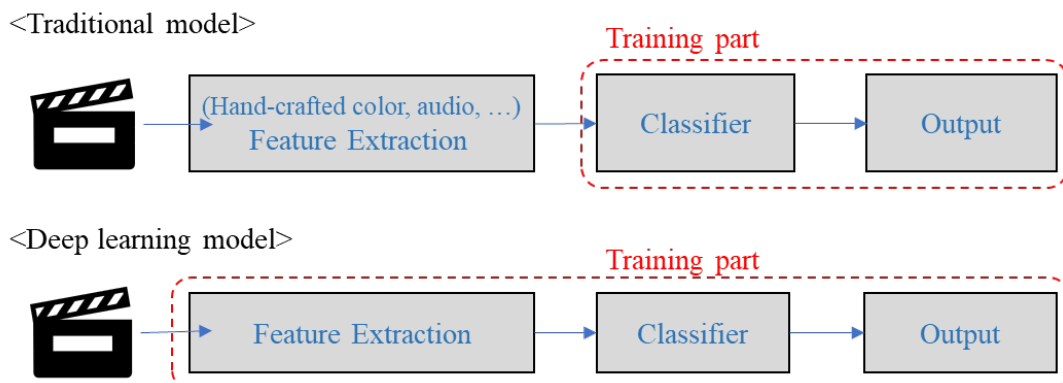 <Traditional model>
Training part
(Hand-crafted color, audio, ...)
Feature Extraction
Classifier
Output
<Deep learning model>
Training part
Feature Extraction
Classifier
Output